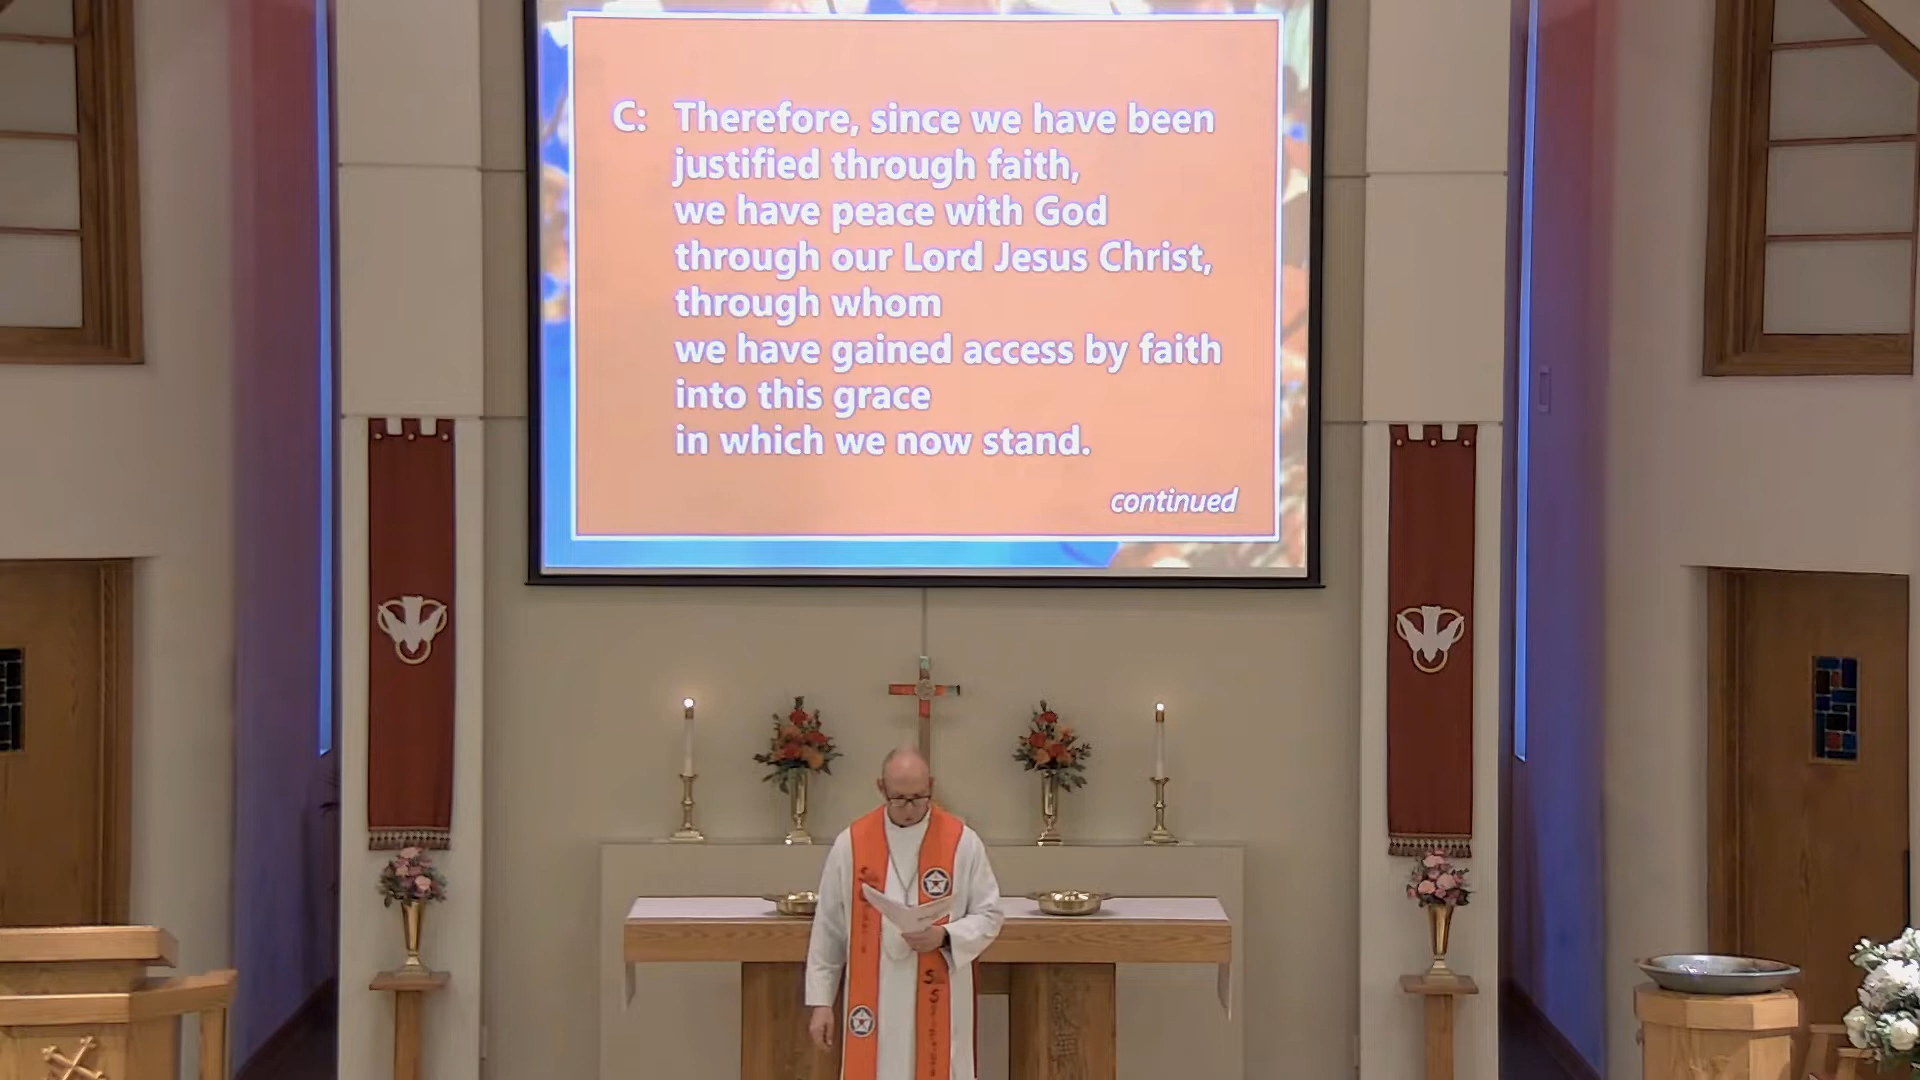 C: Therefore, since we have been
justified through faith,
we have peace with God
through our Lord Jesus Christ,
through whom
we have gained access by faith
into this grace
in which we now stand.
continued